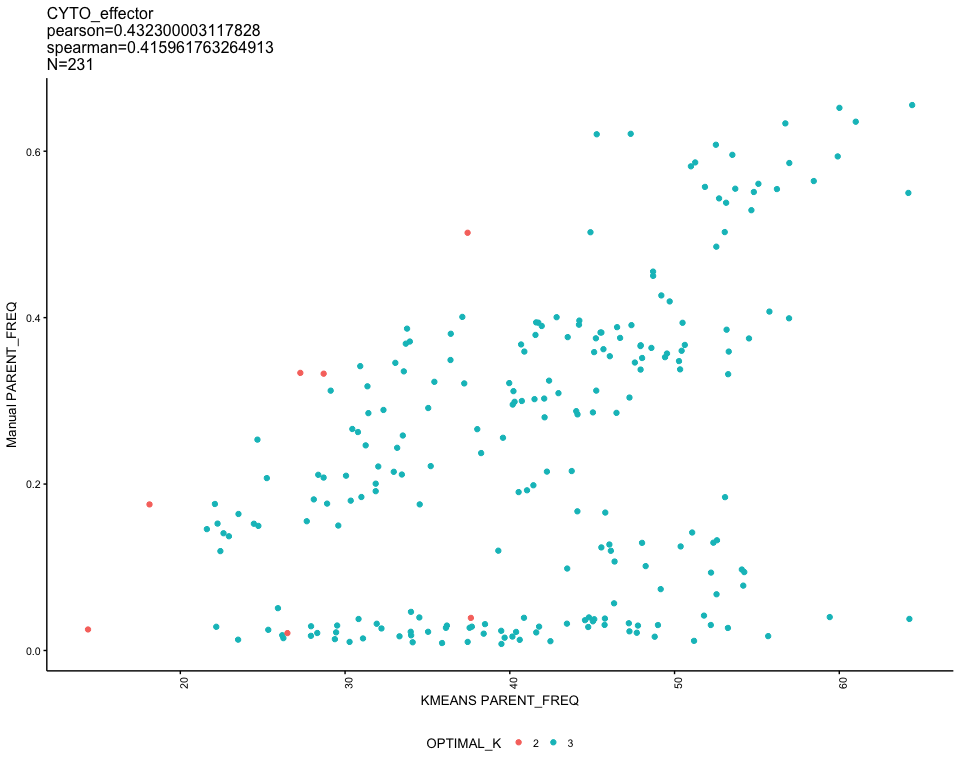 CYTO_effector
pearson=0.432300003117828
spearman=0.415961763264913
N=231
0.6
0.4
0.2
0.0
Manual PARENT_FREQ
20
30
40
50
60
KMEANS PARENT_FREQ
OPTIMAL_K 2 3